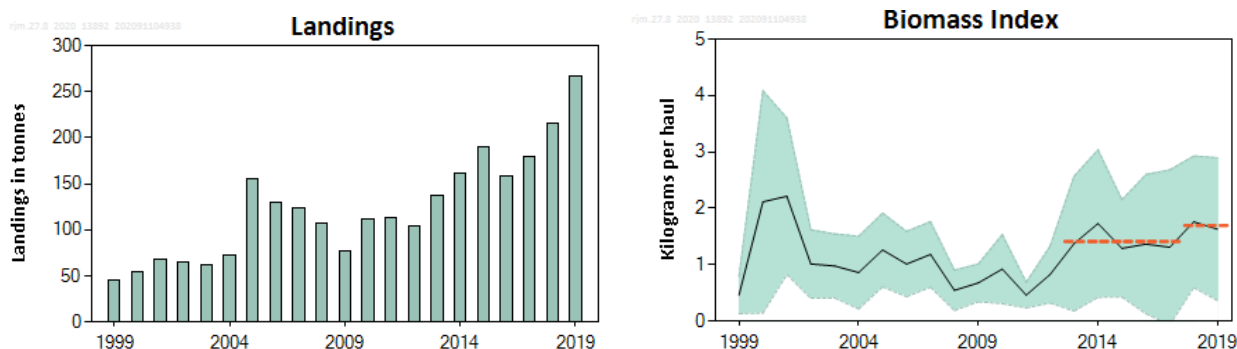 rjm.27.8 2020 13892 202091104938
Landings
Landings in tonnes
300
250
200
150
100
50
0
1999 2004 2009 2014 2019
rjm.27.8 2020 13892 202091104938
Biomass Index
Kilograms per haul
5
4
3
2
1
0
1999 2004 2009 2014 2019